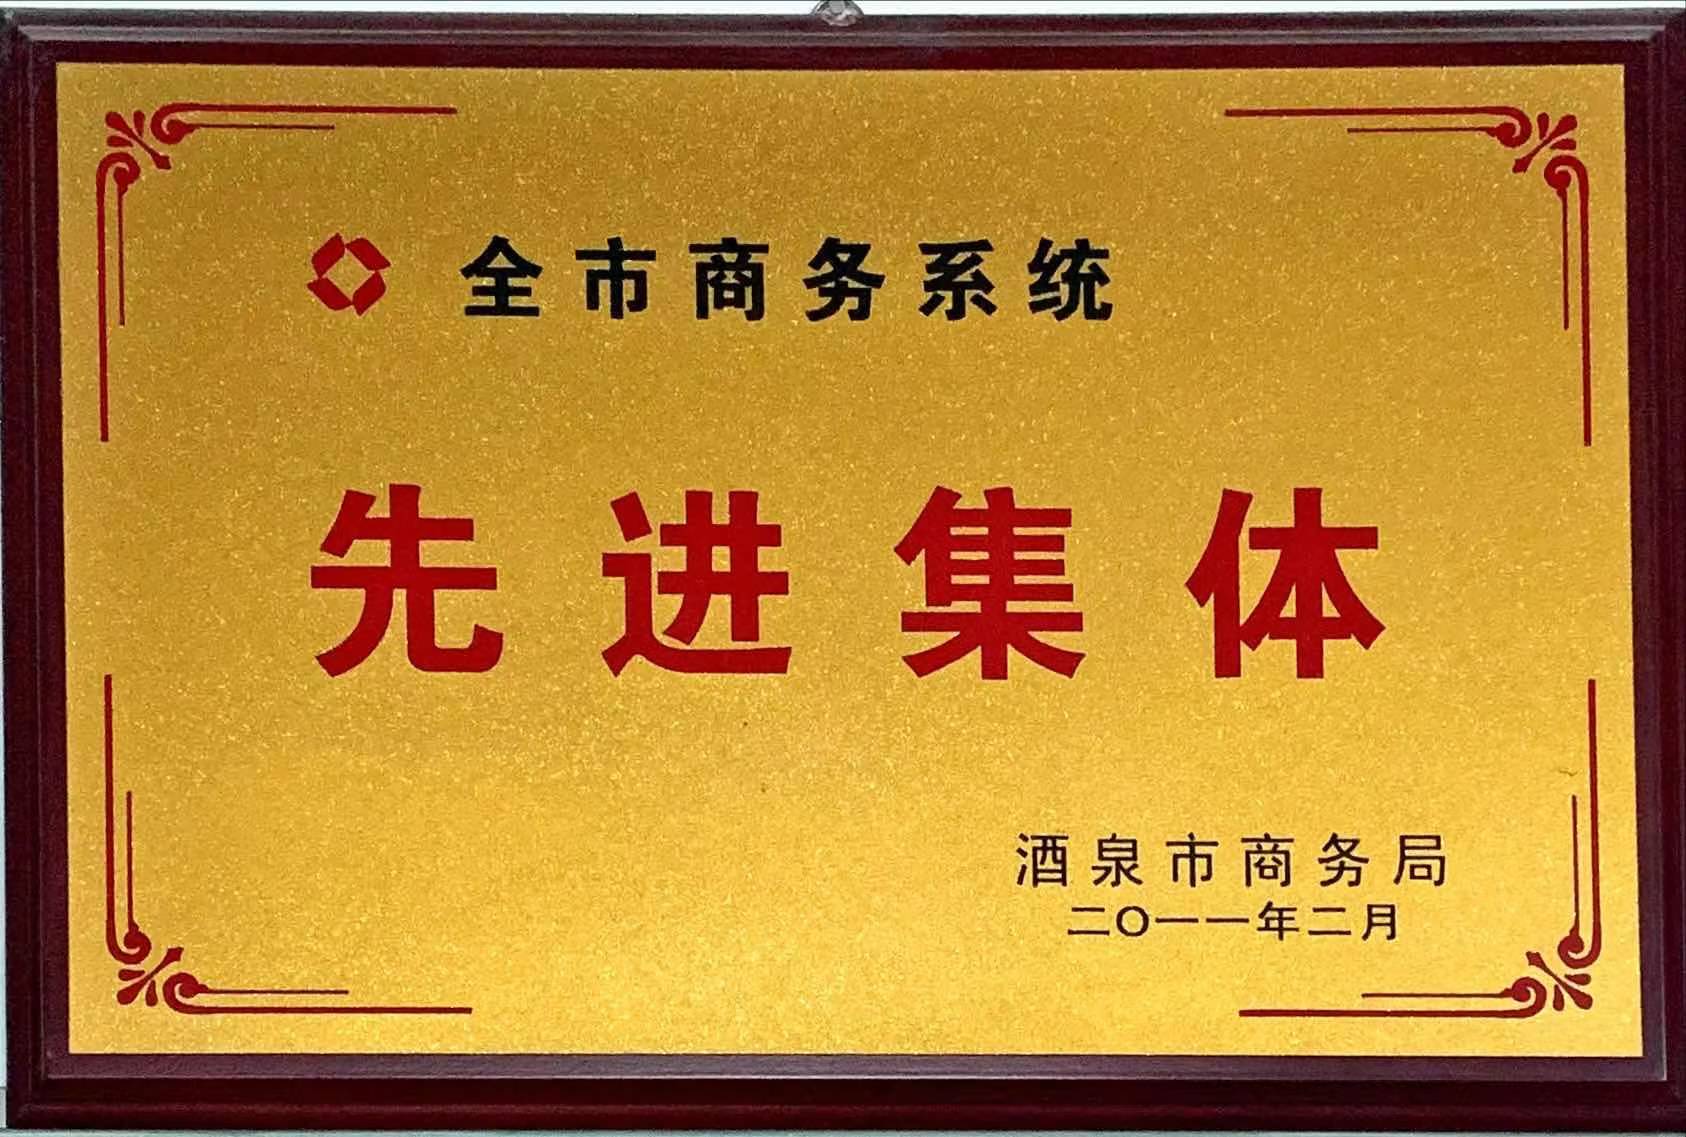 全市商务系统
先进集体
酒泉市商务局
二〇一一年二月